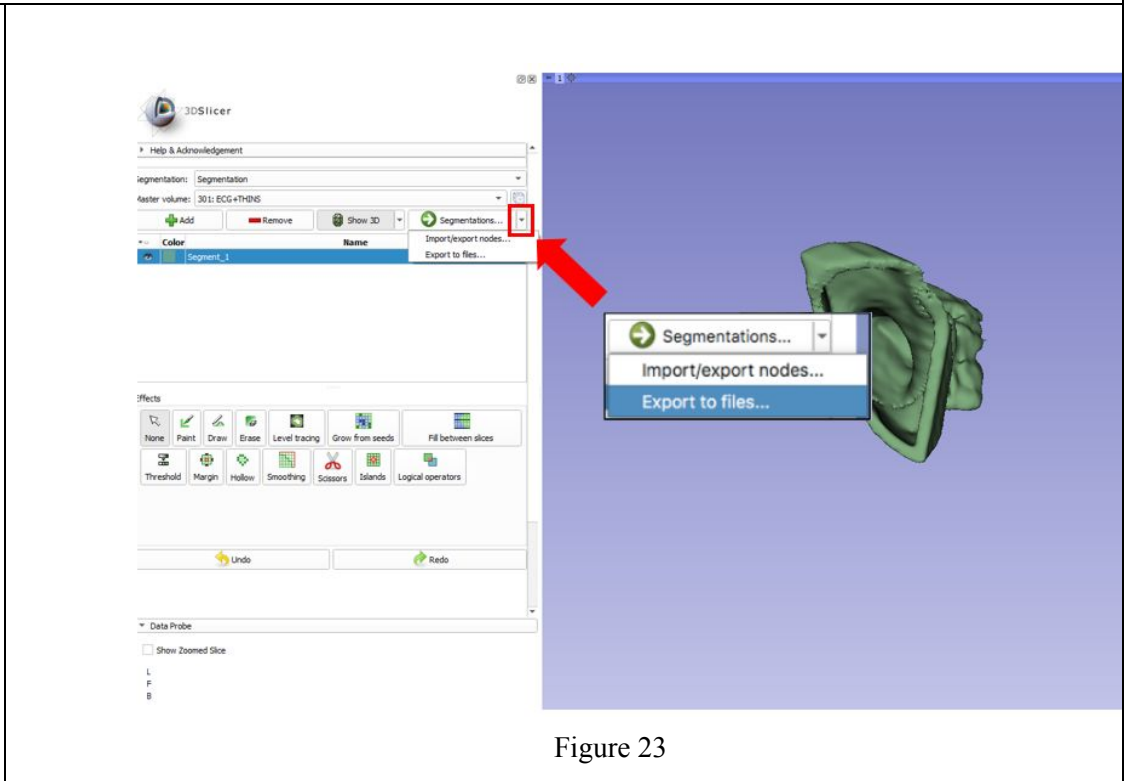 1
3DSlicer
Help & Acknowledgement
Segmentation: Segmentation
Master volume: 301: ECG+THINS
Add Remove Show 3D Segmentations...
Color Name Import/export nodes...
Segment_1 Export to files...
Segmentations...
Import/export nodes...
Export to files...
Effects
None Paint Draw Erase Level tracing Grow from seeds Fill between slices
Threshold Margin Hollow Smoothing Scissors Islands Logical operators
Undo Redo
Data Probe
Show Zoomed Slice
L
F
B
Figure 23